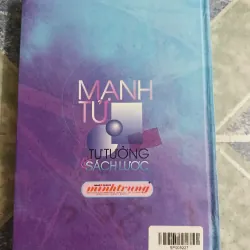 MẠNH
TỬ
TƯ TƯỞNG
& SÁCH LƯỢC
minhtrung